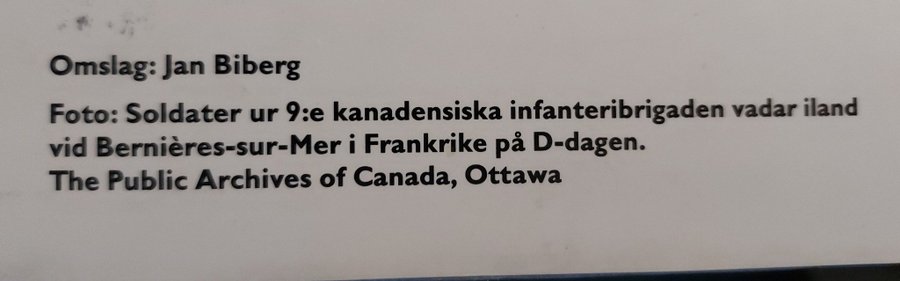 Omslag: Jan Biberg
Foto: Soldater ur 9:e kanadensiska infanteribrigaden vadar iland
vid Bernières-sur-Mer i Frankrike på D-dagen.
The Public Archives of Canada, Ottawa